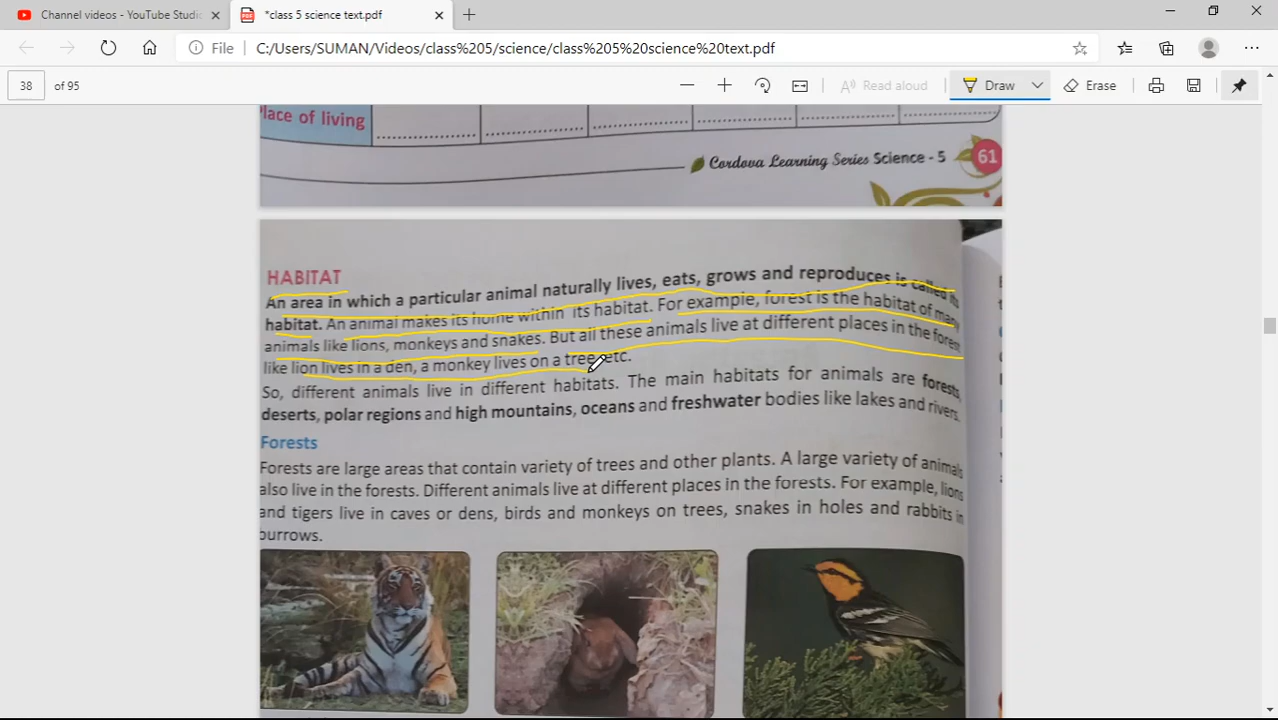 Channel videos - YouTube Studio
*class 5 science text.pdf
File
C:/Users/SUMAN/Videos/class%205/science/class%205%20science%20text.pdf
38 of 95
Read aloud
Draw
Erase
Place of living
Cordova Learning Series Science - 5 61
HABITAT
An area in which a particular animal naturally lives, eats, grows and reproduces is called its
habitat. An animal makes its home within its habitat. For example, forest is the habitat of many
animals like lions, monkeys and snakes. But all these animals live at different places in the forest
like lion lives in a den, a monkey lives on a tree etc.
So, different animals live in different habitats. The main habitats for animals are forests,
deserts, polar regions and high mountains, oceans and freshwater bodies like lakes and rivers.
Forests
Forests are large areas that contain variety of trees and other plants. A large variety of animals
also live in the forests. Different animals live at different places in the forests. For example, lions
and tigers live in caves or dens, birds and monkeys on trees, snakes in holes and rabbits in
burrows.